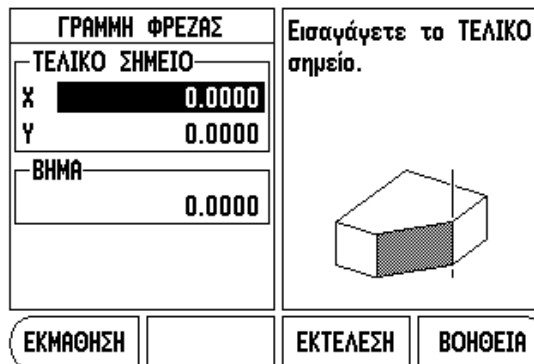 ΓΡΑΜΜΗ ΦΡΕΖΑΣ
ΤΕΛΙΚΟ ΣΗΜΕΙΟ
X 0.0000
Y 0.0000
ΒΗΜΑ
0.0000
Εισαγάγετε το ΤΕΛΙΚΟ
σημείο.
ΕΚΜΑΘΗΣΗ
ΕΚΤΕΛΕΣΗ
ΒΟΗΘΕΙΑ